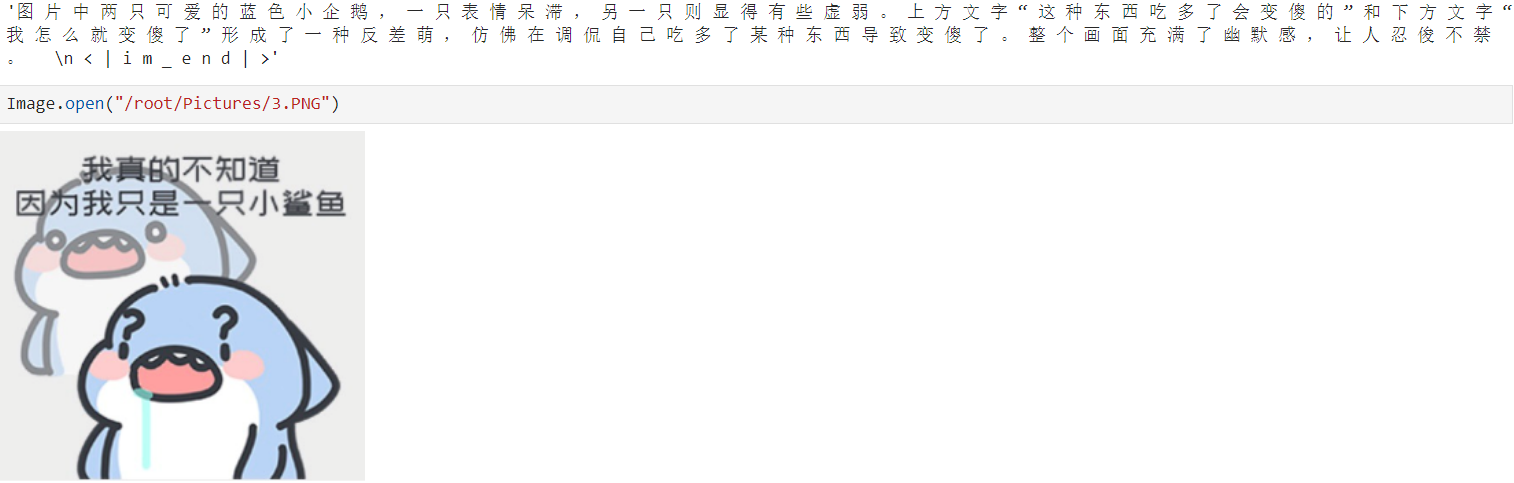 '图 片 中 两 只 可 爱 的 蓝 色 小 企 鹅 ， 一 只 表 情 呆 滞 ， 另 一 只 则 显 得 有 些 虚 弱 。 上 方 文 字 “ 这 种 东 西 吃 多 了 会 变 傻 的 ” 和 下 方 文 字 “
我 怎 么 就 变 傻 了 ” 形 成 了 一 种 反 差 萌 ， 仿 佛 在 调 侃 自 己 吃 多 了 某 种 东 西 导 致 变 傻 了 。 整 个 画 面 充 满 了 幽 默 感 ， 让 人 忍 俊 不 禁
。 \n < | i m _ e n d | >'
Image.open("/root/Pictures/3.PNG")
我真的不知道
因为我只是一只小鲨鱼